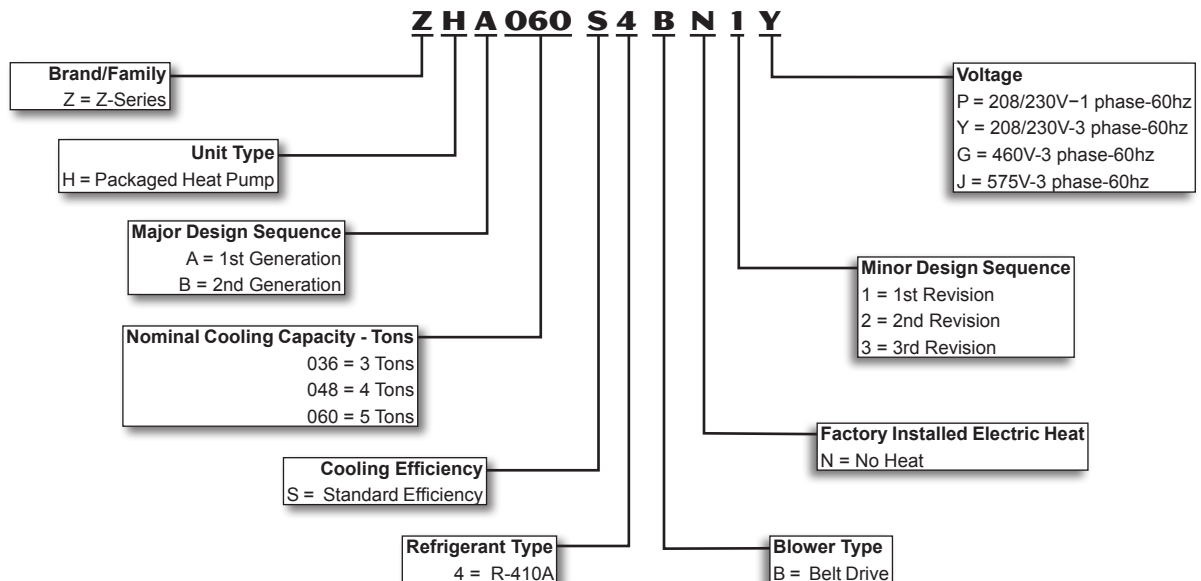 Z H A 060 S 4 B N 1 Y
Brand/Family
Z = Z-Series
Unit Type
H = Packaged Heat Pump
Major Design Sequence
A = 1st Generation
B = 2nd Generation
Nominal Cooling Capacity - Tons
036 = 3 Tons
048 = 4 Tons
060 = 5 Tons
Cooling Efficiency
S = Standard Efficiency
Refrigerant Type
4 = R-410A
Voltage
P = 208/230V−1 phase-60hz
Y = 208/230V-3 phase-60hz
G = 460V-3 phase-60hz
J = 575V-3 phase-60hz
Minor Design Sequence
1 = 1st Revision
2 = 2nd Revision
3 = 3rd Revision
Factory Installed Electric Heat
N = No Heat
Blower Type
B = Belt Drive